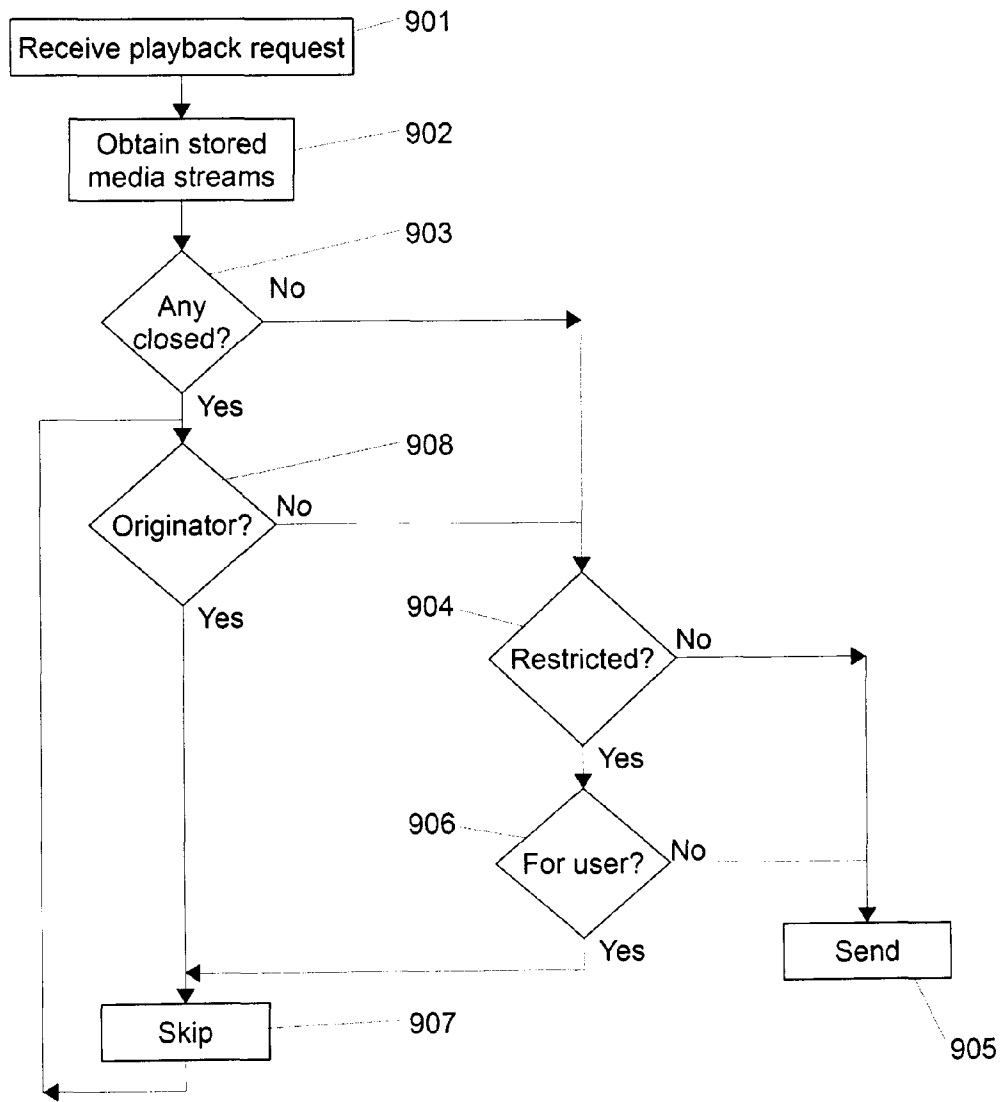 901
Receive playback request
902
Obtain stored
media streams
903
No
Any
closed?
Yes
908
No
Originator?
904
Yes
No
Restricted?
Yes
906
No
For user?
Yes
Send
907
Skip
905